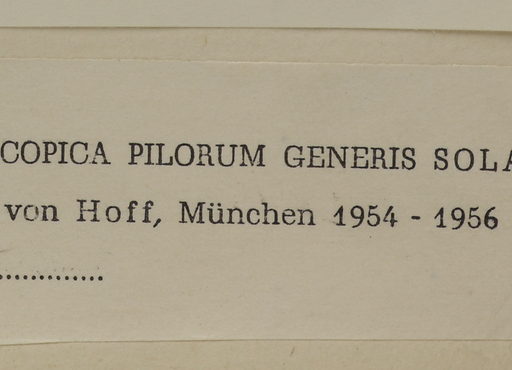 COPICA PILORUM GENERIS SOLA
von Hoff, München 1954 - 1956
..............